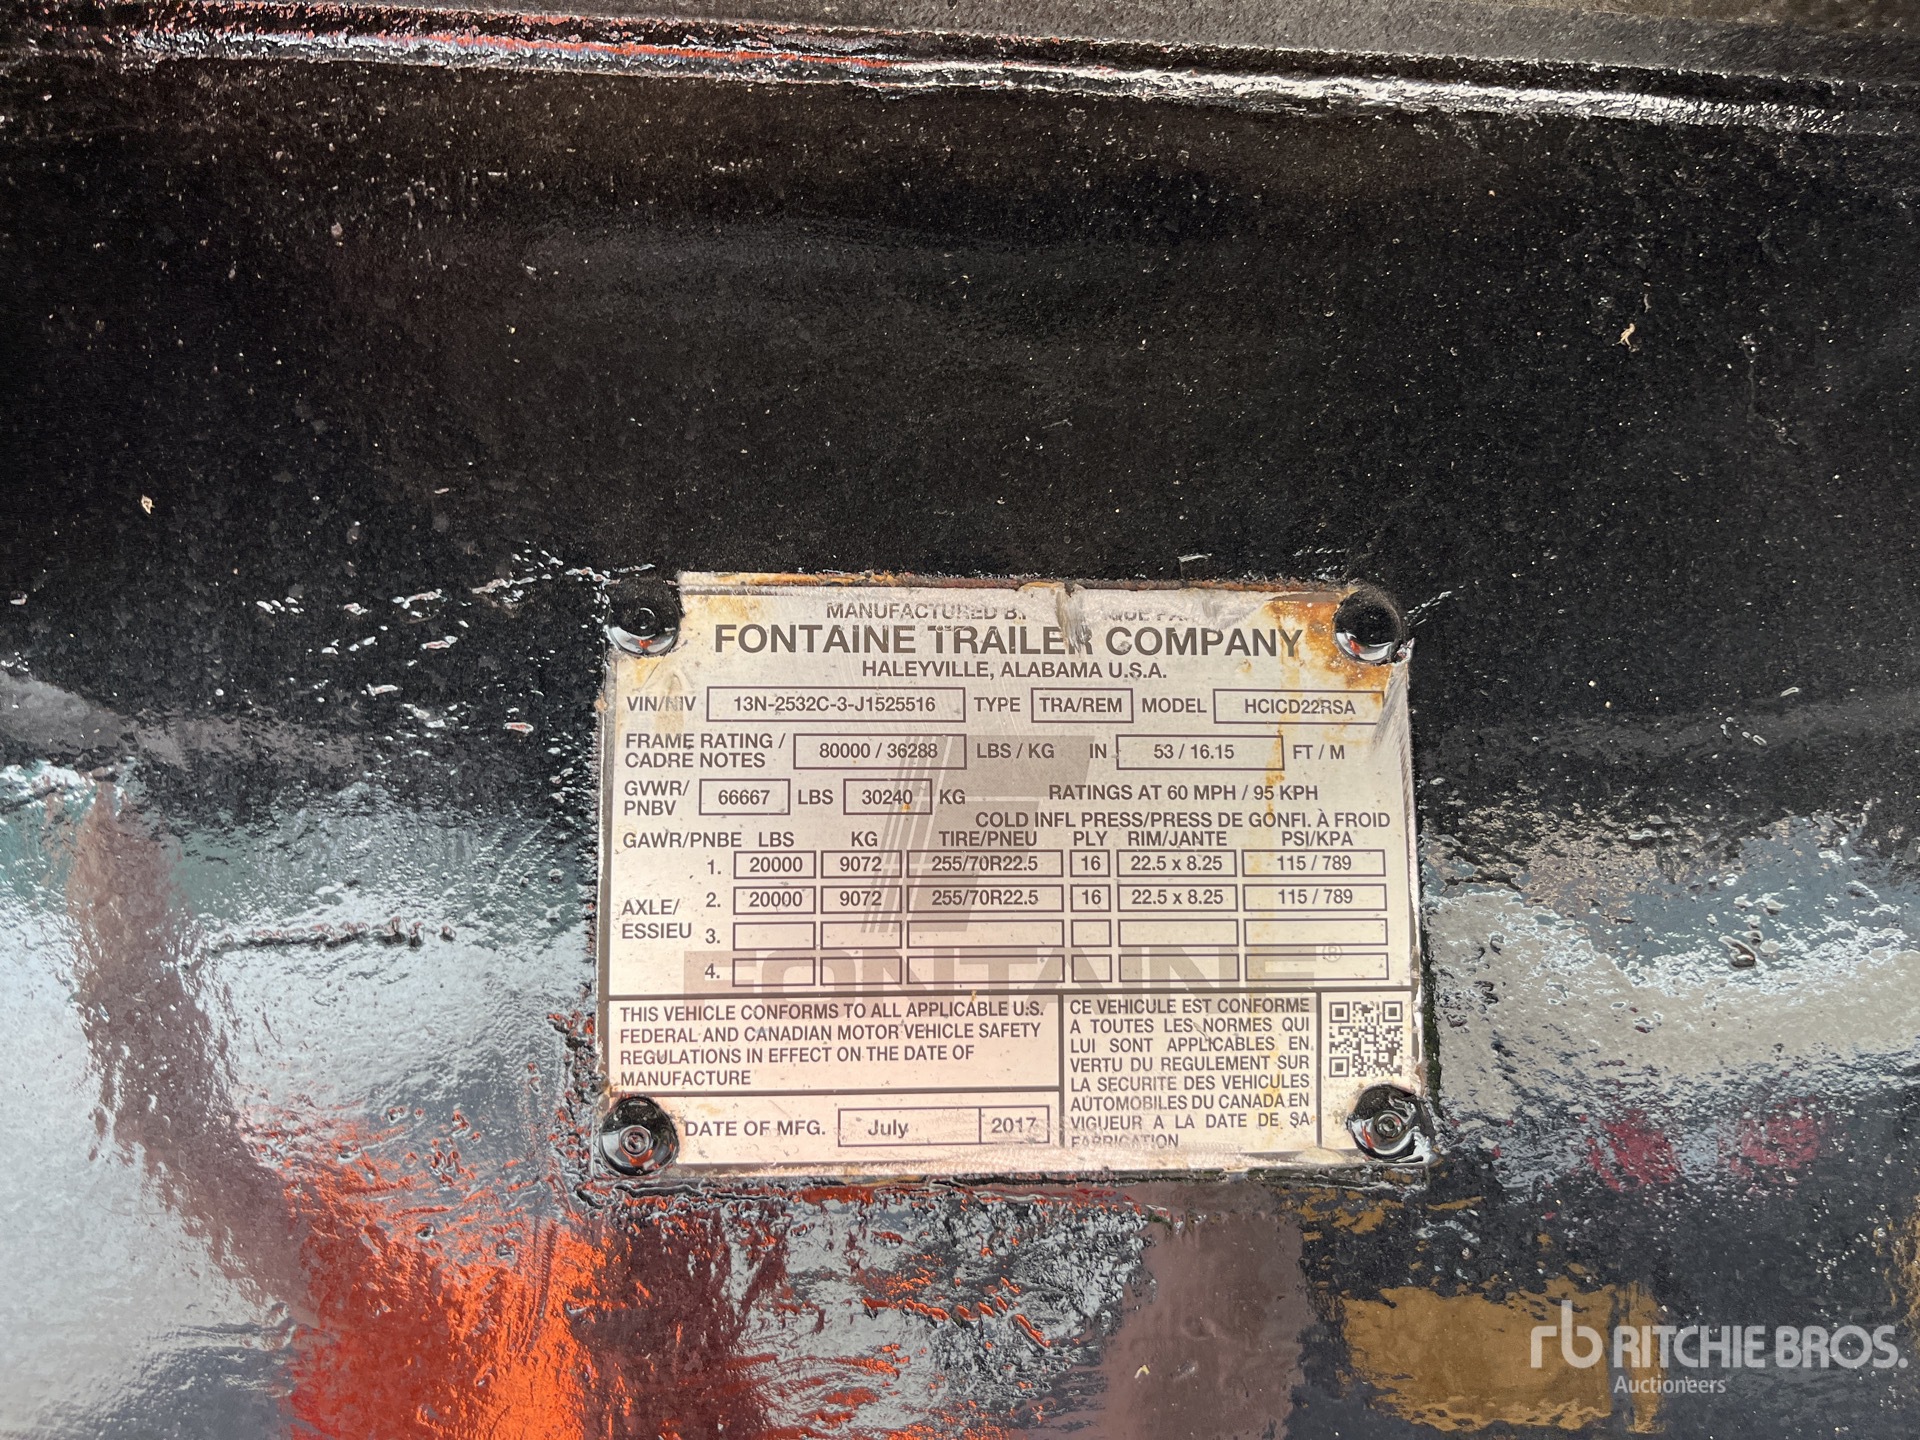 MANUFACTURED
FONTAINE TRAILER COMPANY
HALEYVILLE, ALABAMA U.S.A.
VIN/NIV 13N-2532C-3-J1525516 TYPE TRA/REM MODEL HCICD22RSA
FRAME RATING / CADRE NOTES 80000 / 36288 LBS / KG IN 53 / 16.15 FT / M
GVWR/ PNBV 66667 LBS 30240 KG RATINGS AT 60 MPH / 95 KPH
COLD INFL PRESS/PRESS DE GONFI. À FROID
GAWR/PNBE LBS KG TIRE/PNEU PLY RIM/JANTE PSI/KPA
1. 20000 9072 255/70R22.5 16 22.5 x 8.25 115 / 789
AXLE/ ESSIEU
2. 20000 9072 255/70R22.5 16 22.5 x 8.25 115 / 789
3.
4.
FONTAINE ®
THIS VEHICLE CONFORMS TO ALL APPLICABLE U.S.
FEDERAL AND CANADIAN MOTOR VEHICLE SAFETY
REGULATIONS IN EFFECT ON THE DATE OF
MANUFACTURE
CE VEHICULE EST CONFORME
A TOUTES LES NORMES QUI
LUI SONT APPLICABLES EN
VERTU DU REGULEMENT SUR
LA SECURITE DES VEHICULES
AUTOMOBILES DU CANADA EN
VIGUEUR A LA DATE DE SA
FABRICATION
DATE OF MFG. July 2017
rb RITCHIE BROS.
Auctioneers